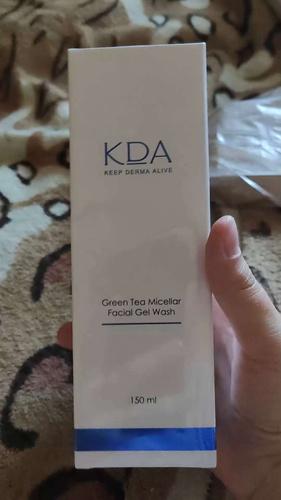 KDA
KEEP DERMA ALIVE
Green Tea Micellar
Facial Gel Wash
150 ml